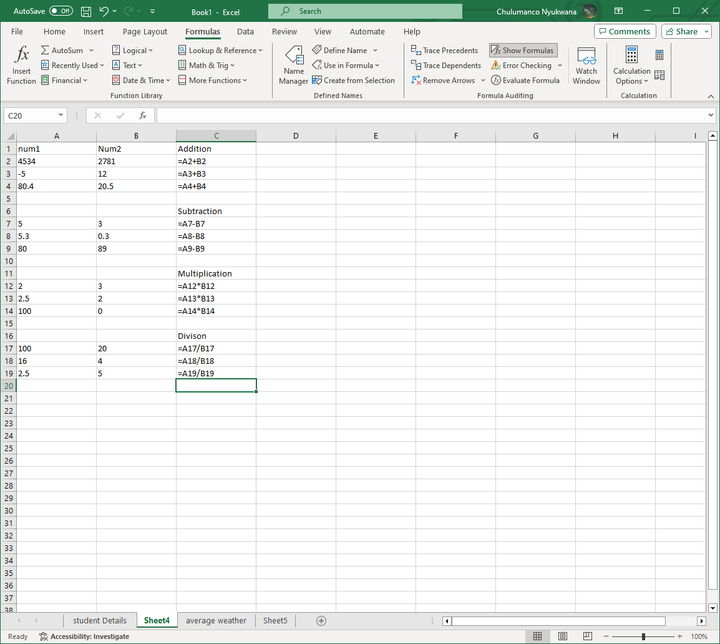 AutoSave Off Book1 - Excel Search Chulumanco Nyukwana
File Home Insert Page Layout Formulas Data Review View Automate Help Comments Share
AutoSum Logical Lookup & Reference Define Name Trace Precedents Show Formulas
Recently Used Text Math & Trig Use in Formula Trace Dependents Error Checking
Financial Date & Time More Functions Create from Selection Remove Arrows Evaluate Formula
Insert Function Name Manager Watch Window Calculation Options
Function Library Defined Names Formula Auditing Calculation
C20 fx
A B C D E F G H I
1 num1 Num2 Addition
2 4534 2781 =A2+B2
3 -5 12 =A3+B3
4 80.4 20.5 =A4+B4
5
6 Subtraction
7 5 3 =A7-B7
8 5.3 0.3 =A8-B8
9 80 89 =A9-B9
10
11 Multiplication
12 2 3 =A12*B12
13 2.5 2 =A13*B13
14 100 0 =A14*B14
15
16 Divison
17 100 20 =A17/B17
18 16 4 =A18/B18
19 2.5 5 =A19/B19
20
21
22
23
24
25
26
27
28
29
30
31
32
33
34
35
36
37
38
student Details Sheet4 average weather Sheet5
Ready Accessibility: Investigate 100%